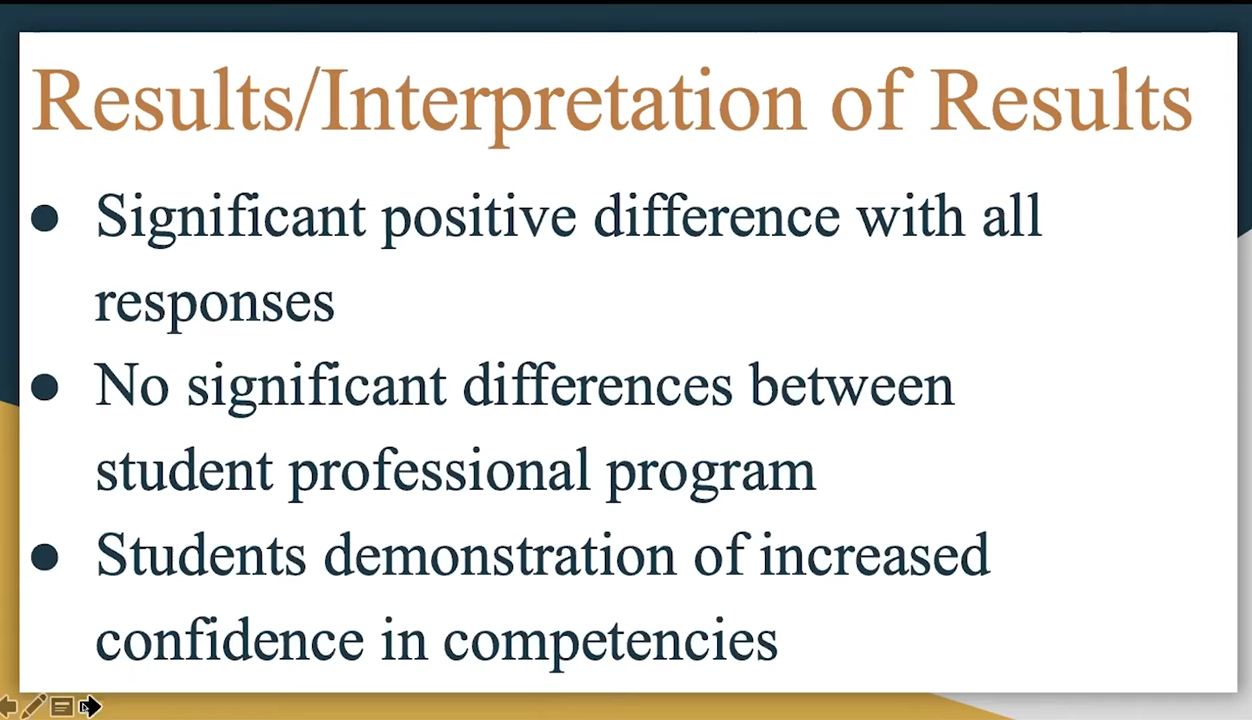 Results/Interpretation of Results
● Significant positive difference with all
responses
● No significant differences between
student professional program
● Students demonstration of increased
confidence in competencies